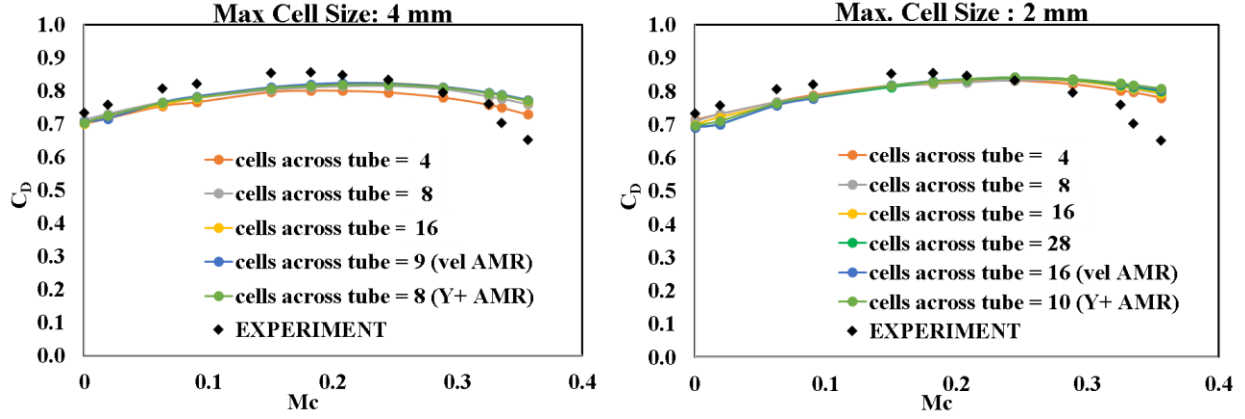 Max Cell Size: 4 mm
1.0
0.9
0.8
0.7
0.6
0.5
0.4
0.3
0.2
0.1
0.0
C_D
cells across tube = 4
cells across tube = 8
cells across tube = 16
cells across tube = 9 (vel AMR)
cells across tube = 8 (Y+ AMR)
EXPERIMENT
0 0.1 0.2 0.3 0.4
Mc
Max. Cell Size : 2 mm
1.0
0.9
0.8
0.7
0.6
0.5
0.4
0.3
0.2
0.1
0.0
C_D
cells across tube = 4
cells across tube = 8
cells across tube = 16
cells across tube = 28
cells across tube = 16 (vel AMR)
cells across tube = 10 (Y+ AMR)
EXPERIMENT
0 0.1 0.2 0.3 0.4
Mc